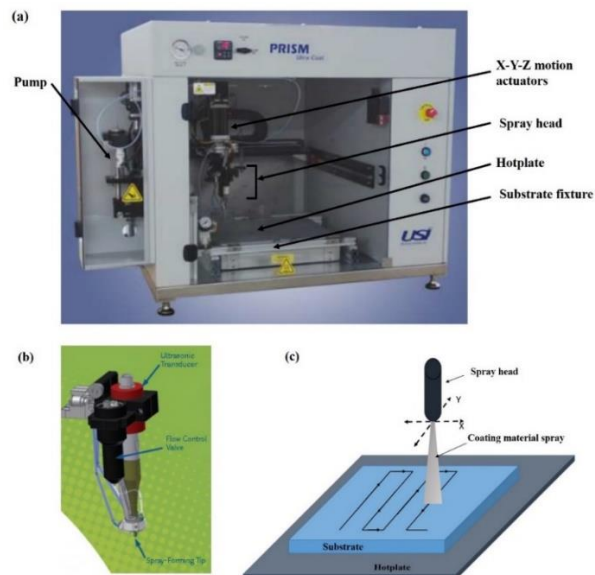 (a)
PRISM
Ultra Coat
Pump
X-Y-Z motion
actuators
Spray head
Hotplate
Substrate fixture
USI
(b)
Ultrasonic
Transducer
Flow Control
Valve
Spray-Forming Tip
(c)
Spray head
Y
X
Coating material spray
Substrate
Hotplate